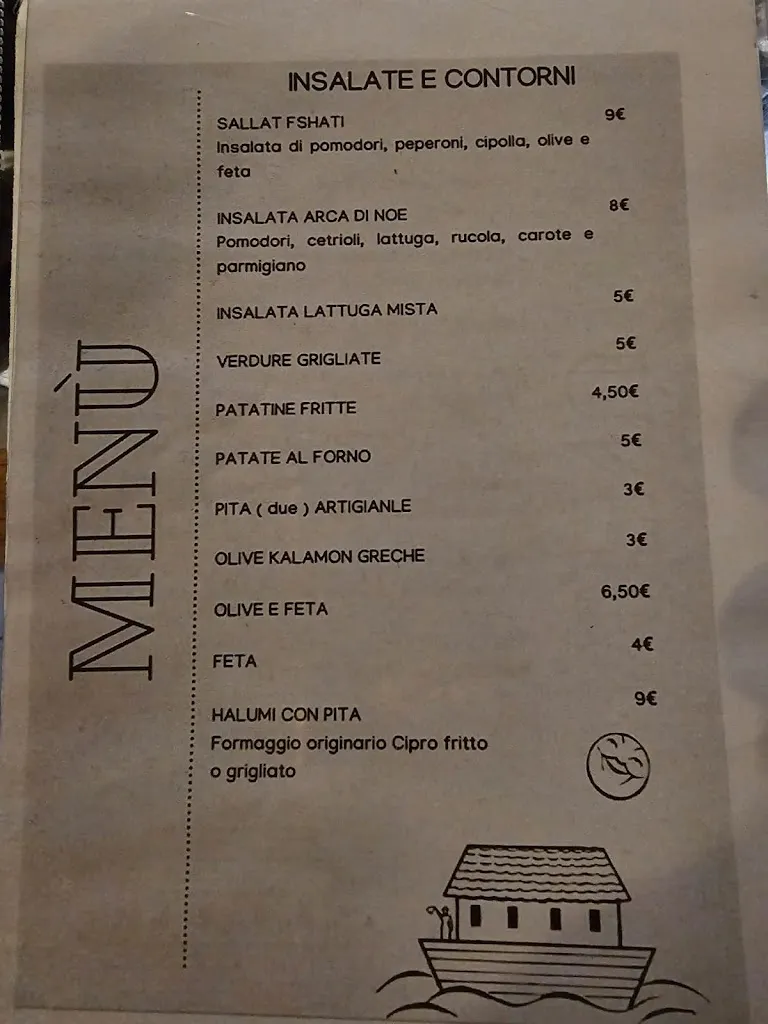 MENÙ
INSALATE E CONTORNI
SALLAT FSHATI 9€
Insalata di pomodori, peperoni, cipolla, olive e
feta
INSALATA ARCA DI NOE 8€
Pomodori, cetrioli, lattuga, rucola, carote e
parmigiano
INSALATA LATTUGA MISTA 5€
VERDURE GRIGLIATE 5€
PATATINE FRITTE 4,50€
PATATE AL FORNO 5€
PITA ( due ) ARTIGIANLE 3€
OLIVE KALAMON GRECHE 3€
OLIVE E FETA 6,50€
FETA 4€
HALUMI CON PITA 9€
Formaggio originario Cipro fritto
o grigliato